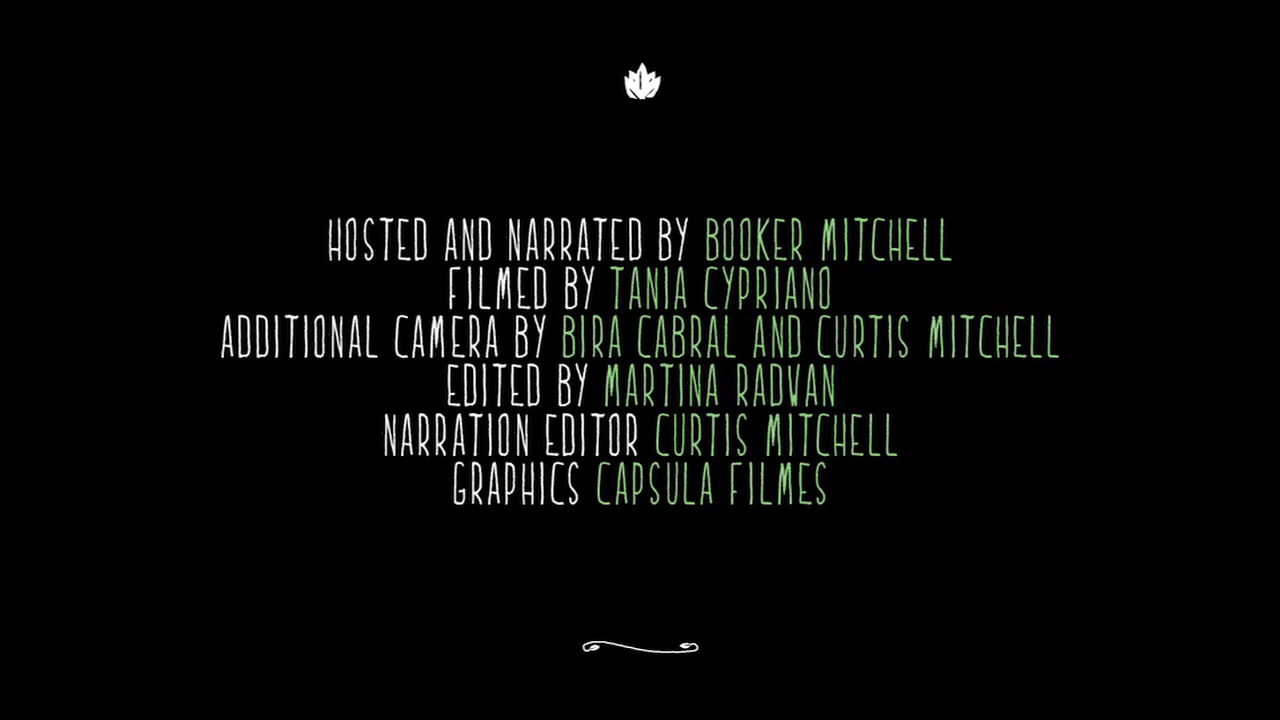 HOSTED AND NARRATED BY BOOKER MITCHELL
FILMED BY TANIA CYPRIANO
ADDITIONAL CAMERA BY BIRA CABRAL AND CURTIS MITCHELL
EDITED BY MARTINA RADWAN
NARRATION EDITOR CURTIS MITCHELL
GRAPHICS CAPSULA FILMES